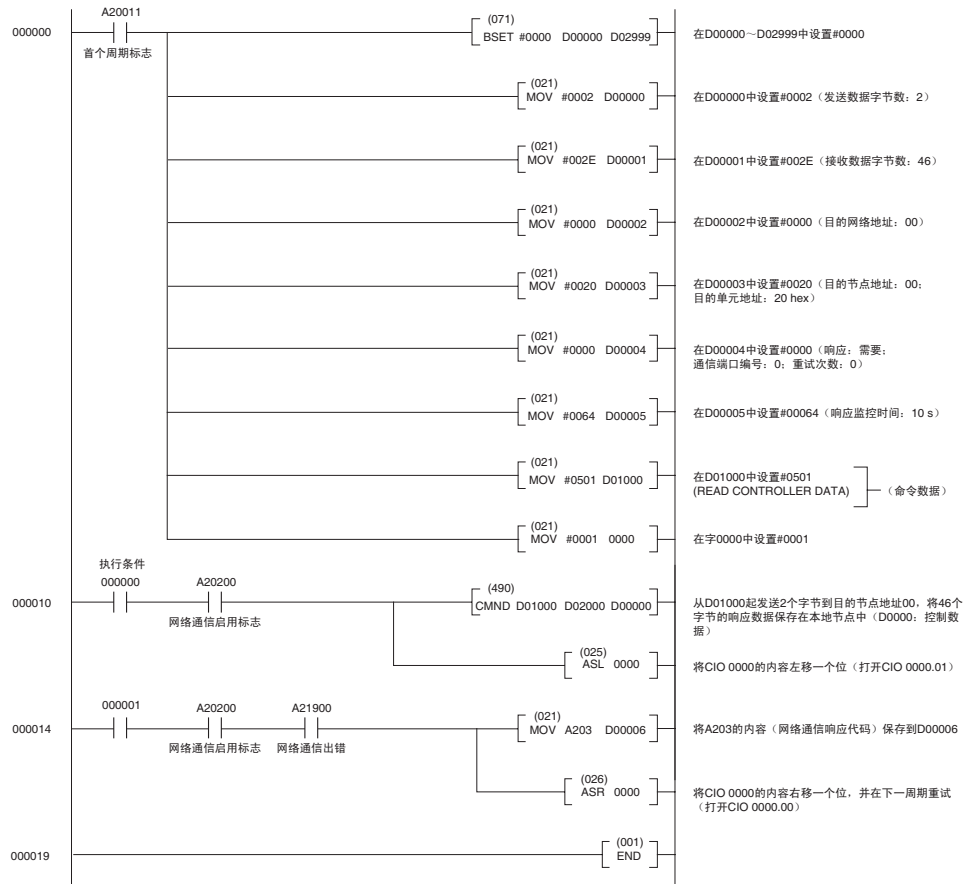 A20011
000000
首个周期标志
(071)
BSET #0000 D00000 D02999
在D00000～D02999中设置#0000
(021)
MOV #0002 D00000
在D00000中设置#0002（发送数据字节数：2）
(021)
MOV #002E D00001
在D00001中设置#002E（接收数据字节数：46）
(021)
MOV #0000 D00002
在D00002中设置#0000（目的网络地址：00）
(021)
MOV #0020 D00003
在D00003中设置#0020（目的节点地址：00；
目的单元地址：20 hex）
(021)
MOV #0000 D00004
在D00004中设置#0000（响应：需要；
通信端口编号：0；重试次数：0）
(021)
MOV #0064 D00005
在D00005中设置#00064（响应监控时间：10 s）
(021)
MOV #0501 D01000
在D01000中设置#0501
(READ CONTROLLER DATA)
（命令数据）
(021)
MOV #0001 0000
在字0000中设置#0001
执行条件
000000
A20200
000010
网络通信启用标志
(490)
CMND D01000 D02000 D00000
从D01000起发送2个字节到目的节点地址00，将46个
字节的响应数据保存在本地节点中（D0000：控制数
据）
(025)
ASL 0000
将CIO 0000的内容左移一个位（打开CIO 0000.01）
000001
A20200
A21900
000014
网络通信启用标志
网络通信出错
(021)
MOV A203 D00006
将A203的内容（网络通信响应代码）保存到D00006
(026)
ASR 0000
将CIO 0000的内容右移一个位，并在下一周期重试
（打开CIO 0000.00）
000019
(001)
END